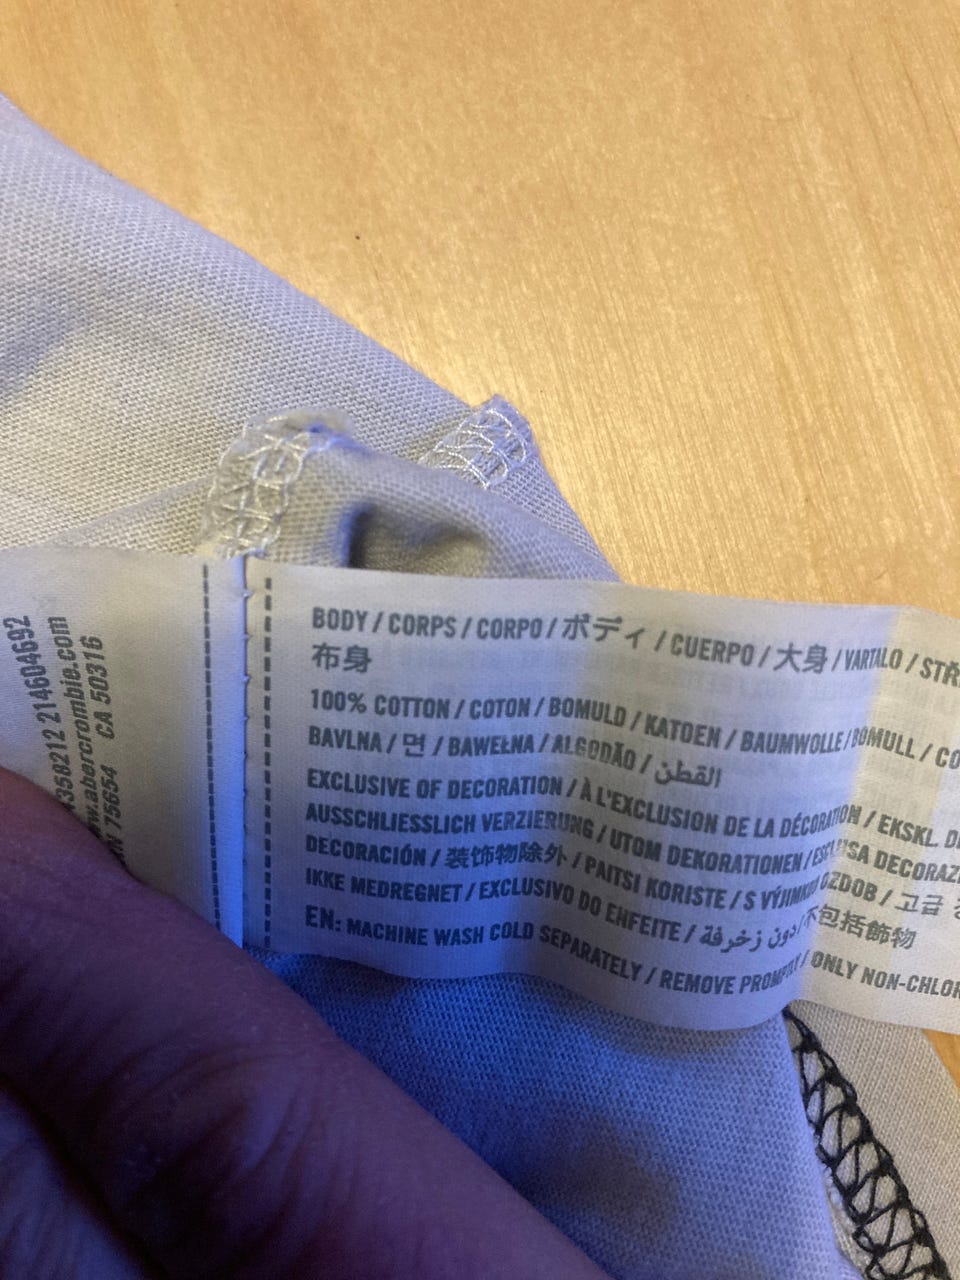 358212 214604692
w.abercrombie.com
75654 CA 50316
BODY / CORPS / CORPO / ボディ / CUERPO / 大身 / VARTALO /
布身
100% COTTON / COTON / BOMULD / KATOEN / BAUMWOLLE / BOMULL / CO
BAVLNA / 면 / BAWEŁNA / ALGODÃO / القطن
EXCLUSIVE OF DECORATION / À L'EXCLUSION DE LA DÉCORATION / EKSKL.
AUSSCHLIESSLICH VERZIERUNG / UTOM DEKORATIONEN /
DECORACIÓN / 装饰物除外 / PAITSI KORISTE / S VÝJIMKOU OZDOB / 고급
IKKE MEDREGNET / EXCLUSIVO DO ENFEITE / دون زخرفة / 不包括飾物
EN: MACHINE WASH COLD SEPARATELY / REMOVE PROMPTLY / ONLY NON-CHLOR